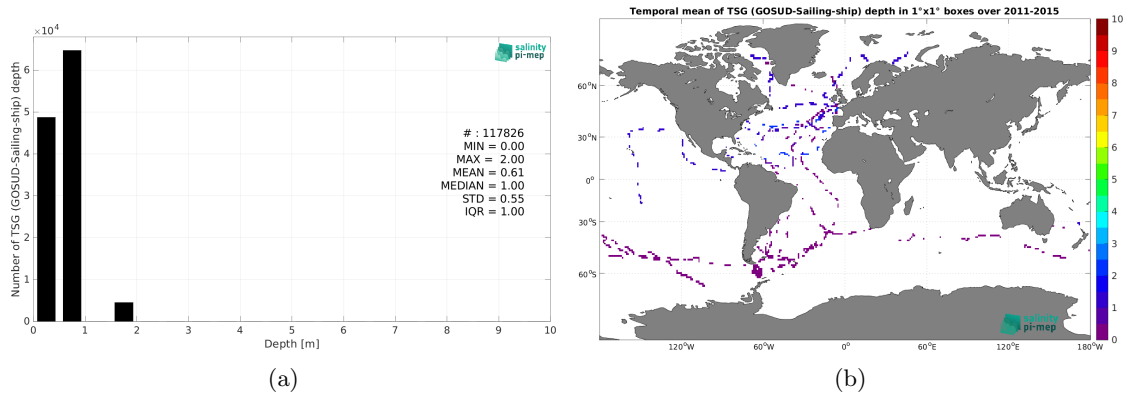 ×10⁴
Number of TSG (GOSUD-Sailing-ship) depth
6
5
4
3
2
1
0
0 1 2 3 4 5 6 7 8 9 10
Depth [m]
salinity
pi-mep
# : 117826
MIN = 0.00
MAX = 2.00
MEAN = 0.61
MEDIAN = 1.00
STD = 0.55
IQR = 1.00
(a)
Temporal mean of TSG (GOSUD-Sailing-ship) depth in 1°x1° boxes over 2011-2015
60°N
30°N
0°
30°S
60°S
120°W 60°W 0° 60°E 120°E 180°W
salinity
pi-mep
10
9
8
7
6
5
4
3
2
1
0
(b)